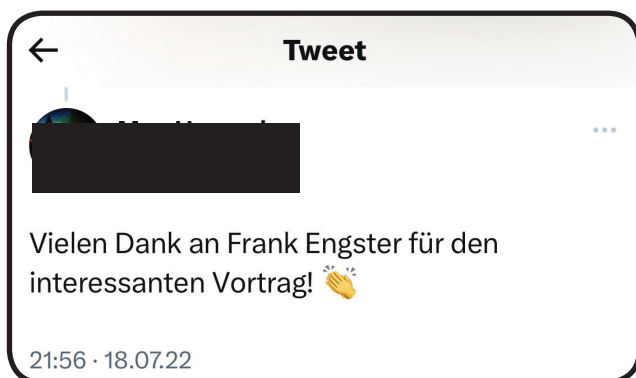 Tweet
Vielen Dank an Frank Engster für den
interessanten Vortrag! 👏
21:56 · 18.07.22